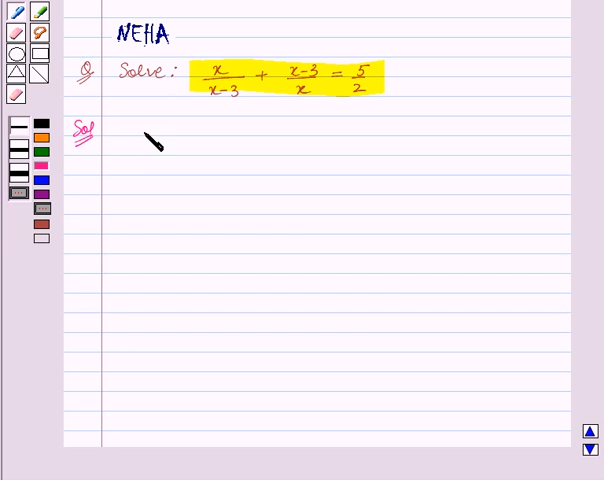 NEHA
Q Solve : x/(x-3) + (x-3)/x = 5/2
Sol